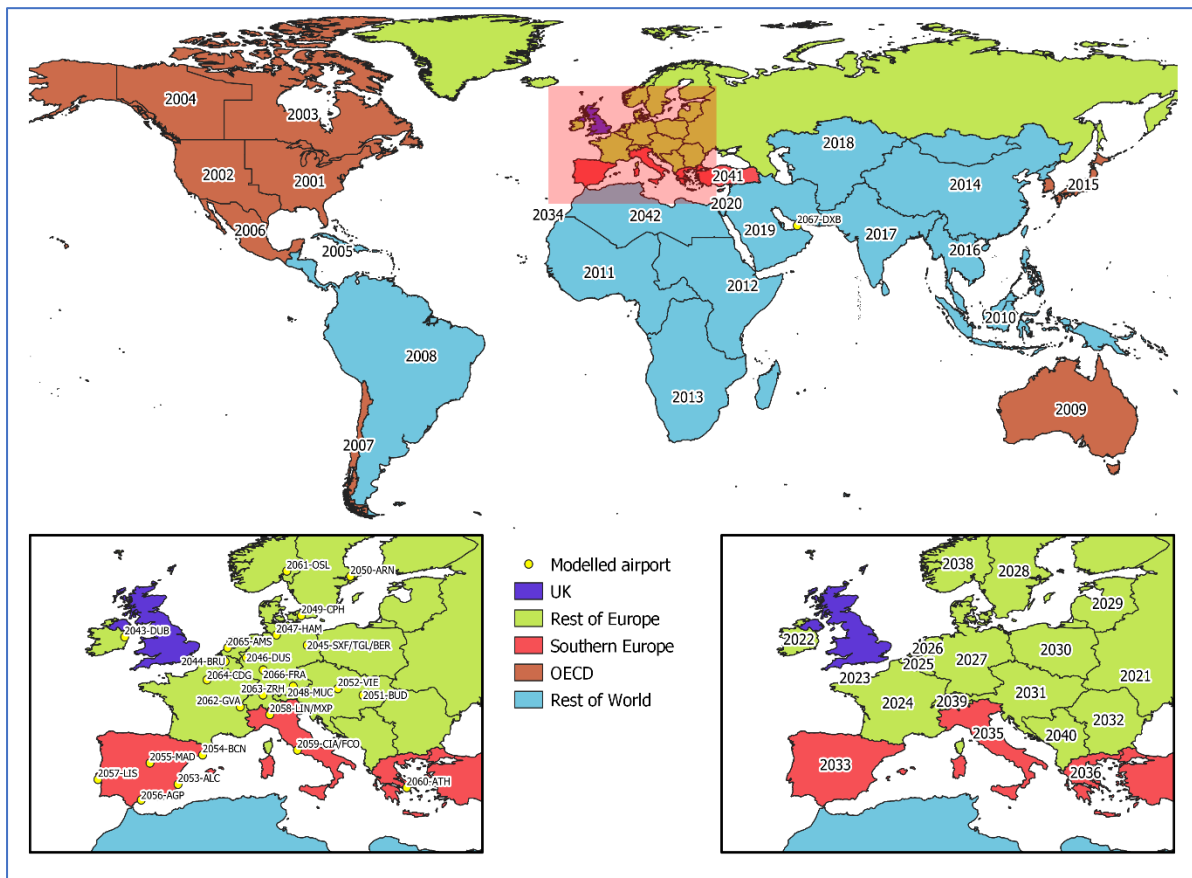 2004
2003
2002
2001
2006
2005
2008
2007
2018
2014
2015
2041
2020
2034
2042
2019
2067-DXB
2017
2016
2011
2012
2010
2013
2009
2061-OSL
2050-ARN
2049-CPH
2043-DUB
2047-HAM
2065-AMS
2045-SXF/TGL/BER
2044-BRU
2046-DUS
2064-CDG
2066-FRA
2052-VIE
2063-ZRH
2048-MUC
2051-BUD
2062-GVA
2058-LIN/MXP
2054-BCN
2059-CIA/FCO
2055-MAD
2057-LIS
2053-ALC
2060-ATH
2056-AGP
Modelled airport
UK
Rest of Europe
Southern Europe
OECD
Rest of World
2038
2028
2029
2022
2026
2030
2027
2025
2023
2021
2031
2024
2039
2032
2035
2040
2033
2036